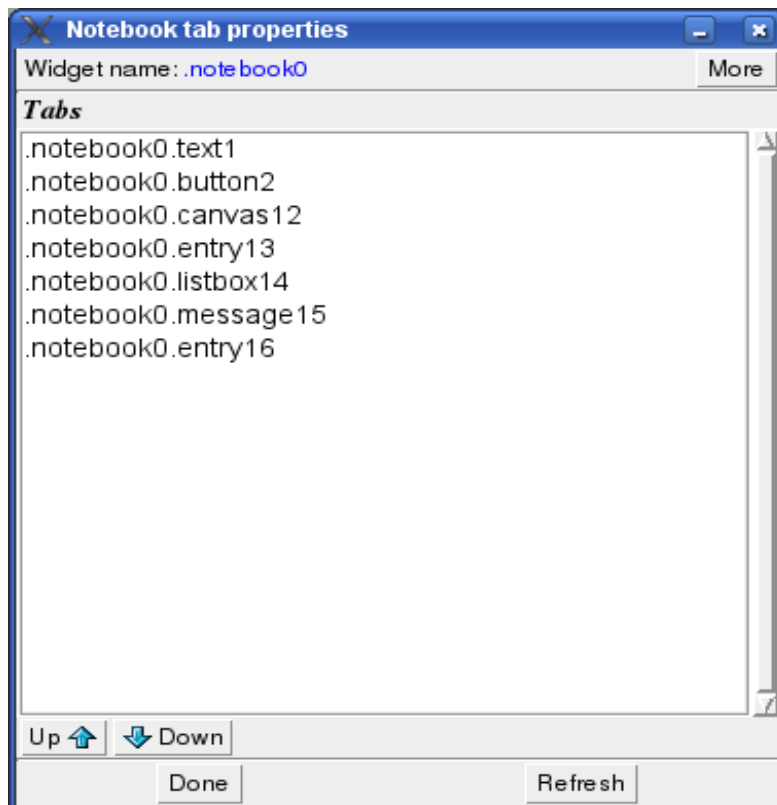 Notebook tab properties
Widget name: .notebook0 More
Tabs
.notebook0.text1
.notebook0.button2
.notebook0.canvas12
.notebook0.entry13
.notebook0.listbox14
.notebook0.message15
.notebook0.entry16
Up Down
Done Refresh